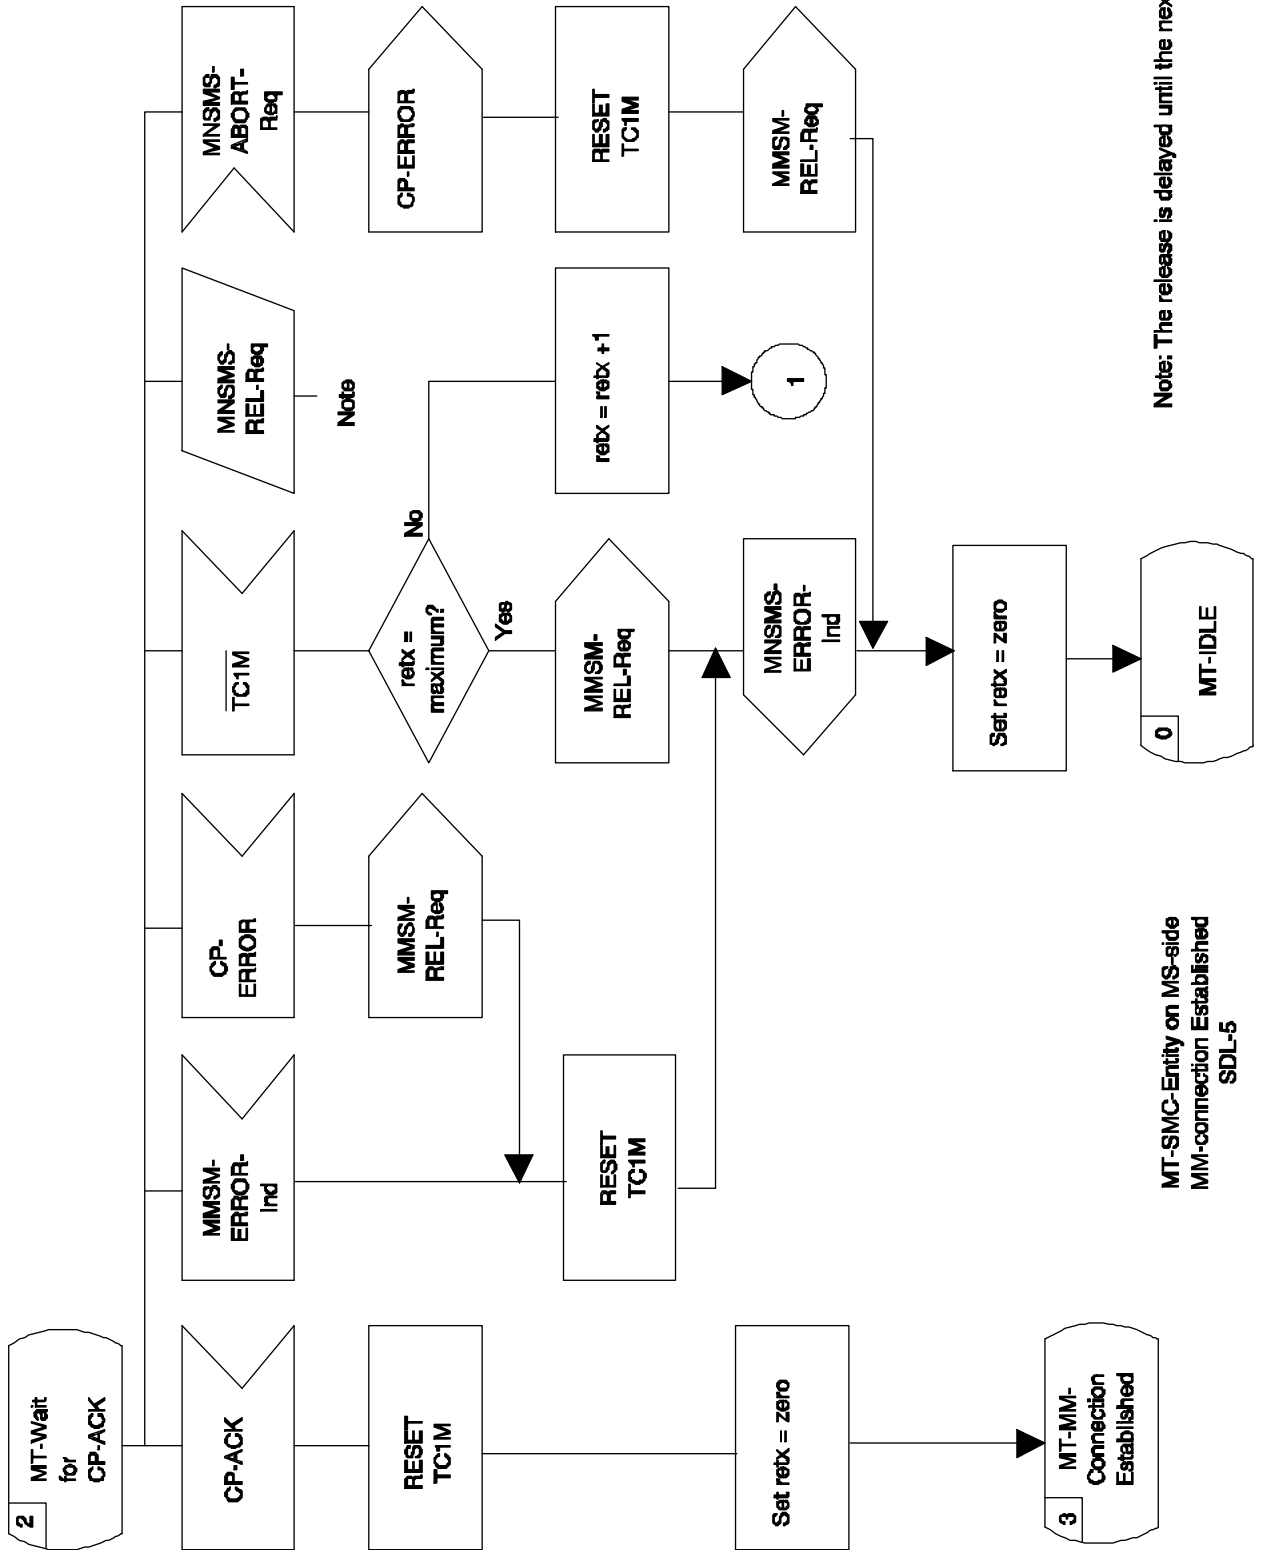 2
MT-Wait
for
CP-ACK
CP-ACK
RESET
TC1M
Set retx = zero
3
MT-MM-
Connection
Established
MMSM-
ERROR-
Ind
RESET
TC1M
CP-
ERROR
MMSM-
REL-Req
TC1M
retx =
maximum?
No
Yes
MMSM-
REL-Req
MNSMS-
ERROR-
Ind
Set retx = zero
0
MT-IDLE
MNSMS-
REL-Req
Note
retx = retx +1
1
MNSMS-
ABORT-
Req
CP-ERROR
RESET
TC1M
MMSM-
REL-Req
MT-SMC-Entity on MS-side
MM-connection Established
SDL-5
Note: The release is delayed until the